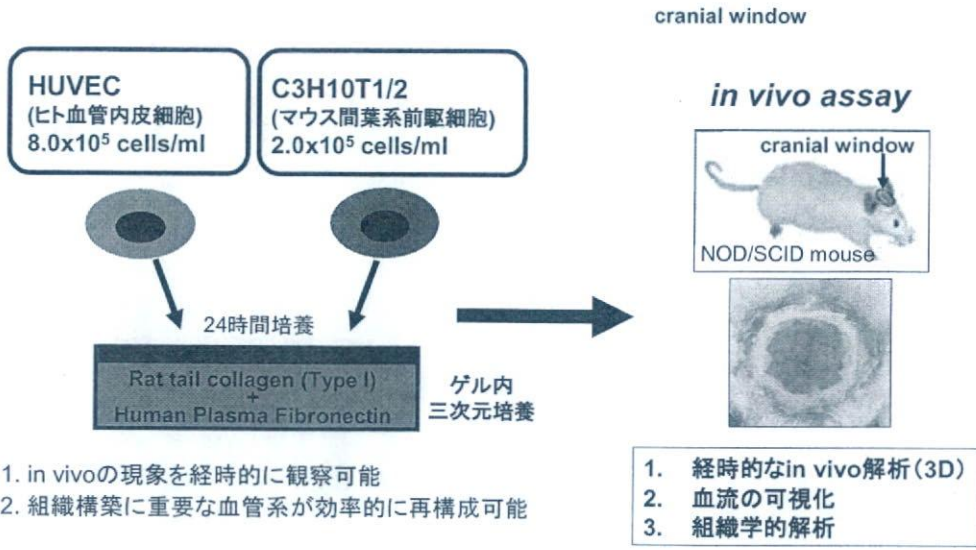 cranial window
HUVEC
(ヒト血管内皮細胞)
8.0x10⁵ cells/ml
C3H10T1/2
(マウス間葉系前駆細胞)
2.0x10⁵ cells/ml
24時間培養
Rat tail collagen (Type I)
+
Human Plasma Fibronectin
ゲル内
三次元培養
1. in vivoの現象を経時的に観察可能
2. 組織構築に重要な血管系が効率的に再構成可能
in vivo assay
cranial window
NOD/SCID mouse
1. 経時的なin vivo解析(3D)
2. 血流の可視化
3. 組織学的解析